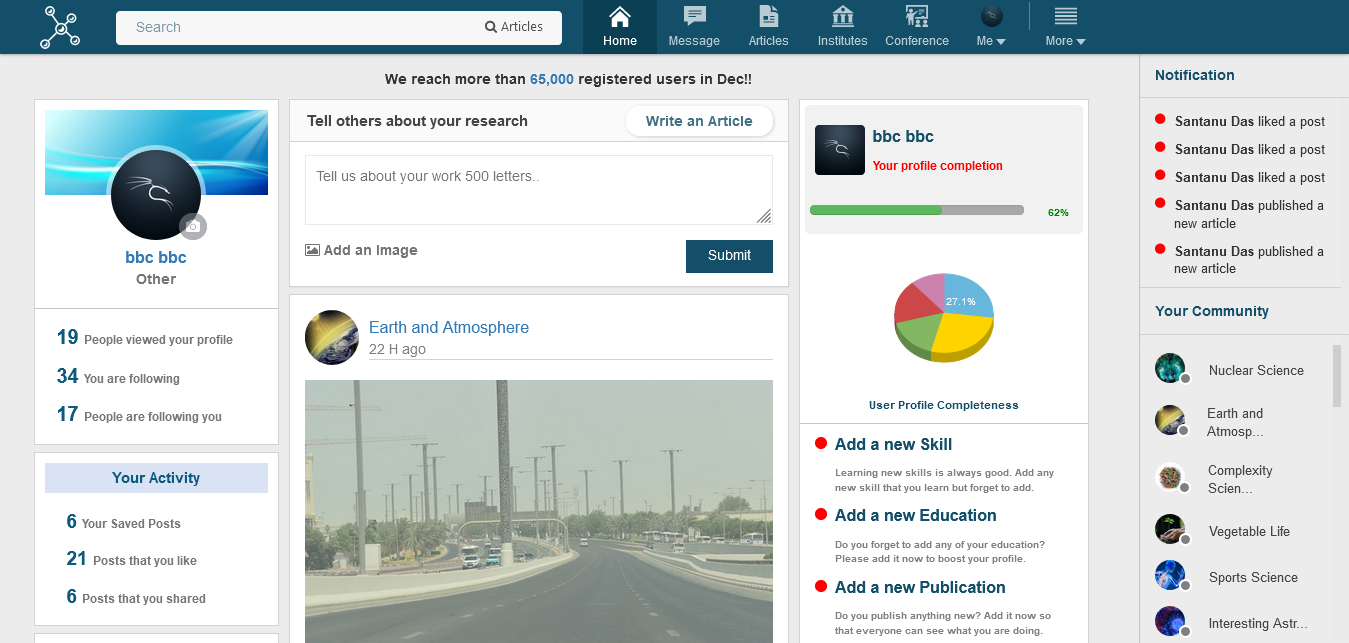 Search
Articles
Home
Message
Articles
Institutes
Conference
Me
More
We reach more than 65,000 registered users in Dec!!
bbc bbc
Other
19 People viewed your profile
34 You are following
17 People are following you
Your Activity
6 Your Saved Posts
21 Posts that you like
6 Posts that you shared
Tell others about your research
Write an Article
Tell us about your work 500 letters..
Add an Image
Submit
Earth and Atmosphere
22 H ago
bbc bbc
Your profile completion
62%
27.1%
User Profile Completeness
Add a new Skill
Learning new skills is always good. Add any
new skill that you learn but forget to add.
Add a new Education
Do you forget to add any of your education?
Please add it now to boost your profile.
Add a new Publication
Do you publish anything new? Add it now so
that everyone can see what you are doing.
Notification
Santanu Das liked a post
Santanu Das liked a post
Santanu Das liked a post
Santanu Das published a
new article
Santanu Das published a
new article
Your Community
Nuclear Science
Earth and
Atmosp...
Complexity
Scien...
Vegetable Life
Sports Science
Interesting Astr...